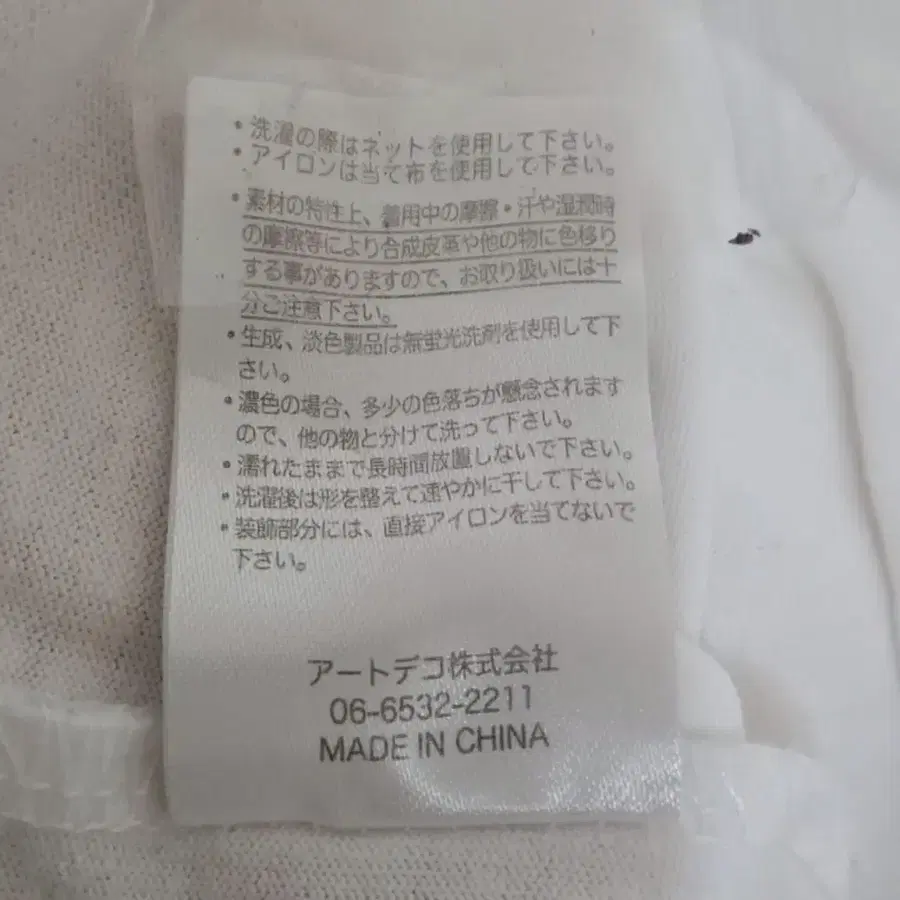 ・洗濯の際はネットを使用して下さい。
・アイロンは当て布を使用して下さい。
・素材の特性上、着用中の摩擦・汗や湿潤時
の摩擦等により合成皮革や他の物に色移り
する事がありますので、お取り扱いには十
分ご注意下さい。
・生成、淡色製品は無蛍光洗剤を使用して下
さい。
・濃色の場合、多少の色落ちが懸念されます
ので、他の物と分けて洗って下さい。
・濡れたままで長時間放置しないで下さい。
・洗濯後は形を整えて速やかに干して下さい。
・装飾部分には、直接アイロンを当てないで
下さい。
アートデコ株式会社
06-6532-2211
MADE IN CHINA